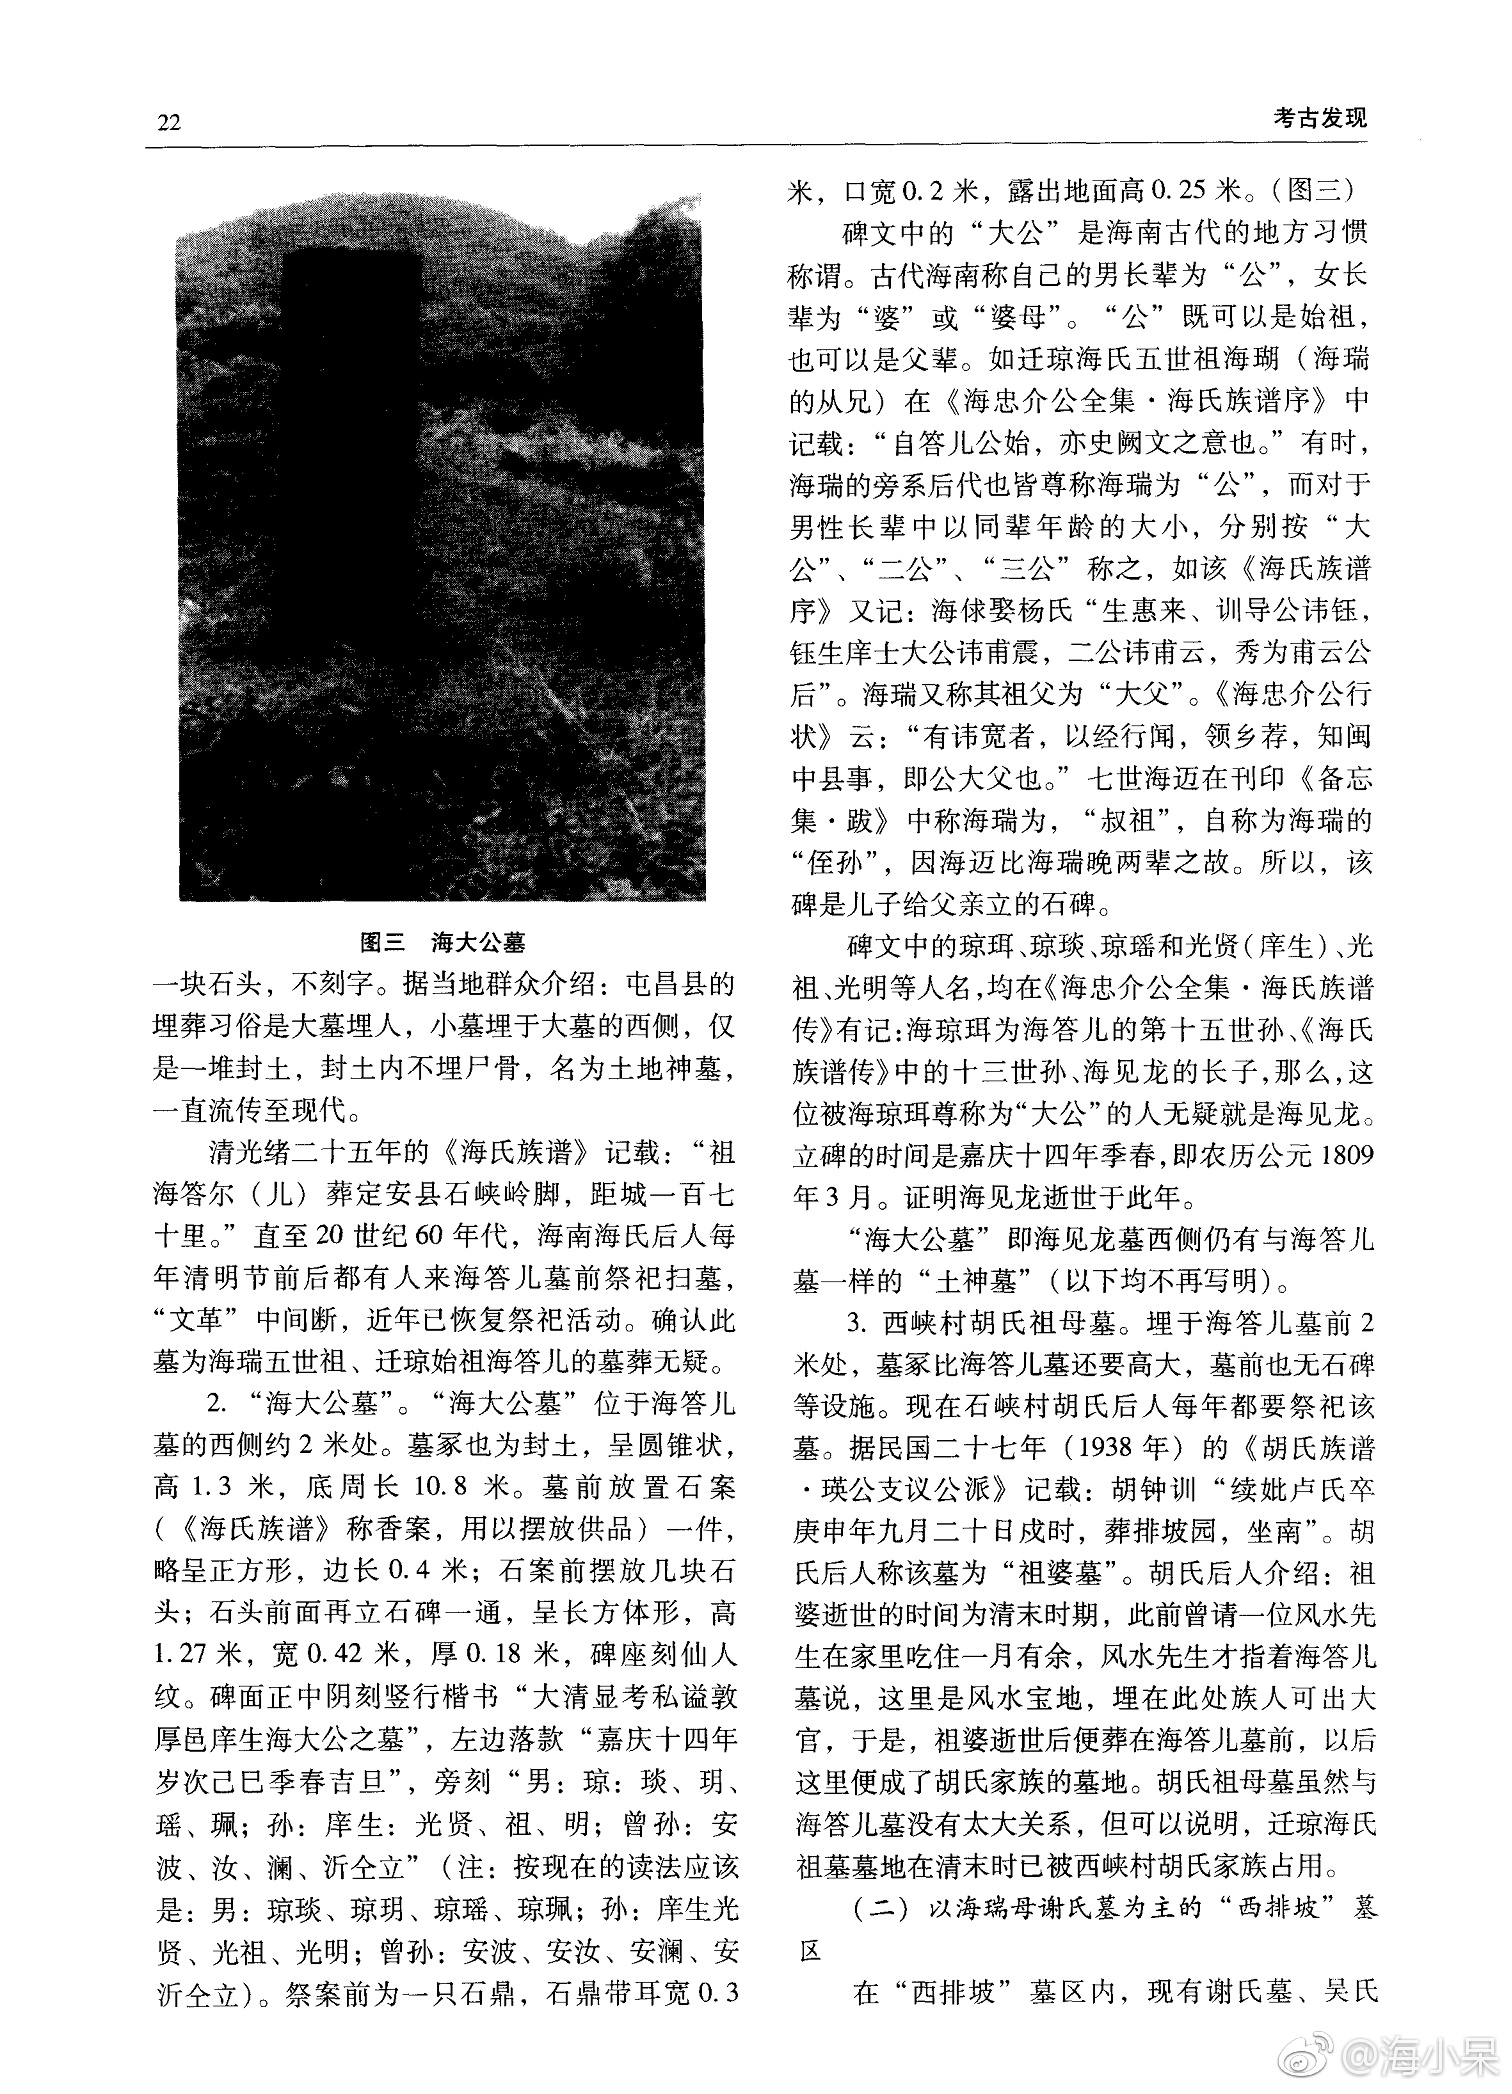 22
考古发现
图三 海大公墓
一块石头，不刻字。据当地群众介绍：屯昌县的
埋葬习俗是大墓埋人，小墓埋于大墓的西侧，仅
是一堆封土，封土内不埋尸骨，名为土地神墓，
一直流传至现代。
清光绪二十五年的《海氏族谱》记载：“祖
海答尔（儿）葬定安县石峡岭脚，距城一百七
十里。”直至20世纪60年代，海南海氏后人每
年清明节前后都有人来海答儿墓前祭祀扫墓，
“文革”中间断，近年已恢复祭祀活动。确认此
墓为海瑞五世祖、迁琼始祖海答儿的墓葬无疑。
2. “海大公墓”。“海大公墓”位于海答儿
墓的西侧约2米处。墓冢也为封土，呈圆锥状，
高1.3米，底周长10.8米。墓前放置石案
（《海氏族谱》称香案，用以摆放供品）一件，
略呈正方形，边长0.4米；石案前摆放几块石
头；石头前面再立石碑一通，呈长方体形，高
1.27米，宽0.42米，厚0.18米，碑座刻仙人
纹。碑面正中阴刻竖行楷书“大清显考私谥敦
厚邑庠生海大公之墓”，左边落款“嘉庆十四年
岁次己巳季春吉旦”，旁刻“男：琼：琰、玥、
瑶、珮；孙：庠生：光贤、祖、明；曾孙：安
波、汝、澜、沂仝立”（注：按现在的读法应该
是：男：琼琰、琼玥、琼瑶、琼珮；孙：庠生光
贤、光祖、光明；曾孙：安波、安汝、安澜、安
沂仝立）。祭案前为一只石鼎，石鼎带耳宽0.3
米，口宽0.2米，露出地面高0.25米。（图三）
碑文中的“大公”是海南古代的地方习惯
称谓。古代海南称自己的男长辈为“公”，女长
辈为“婆”或“婆母”。“公”既可以是始祖，
也可以是父辈。如迁琼海氏五世祖海瑚（海瑞
的从兄）在《海忠介公全集·海氏族谱序》中
记载：“自答儿公始，亦史阙文之意也。”有时，
海瑞的旁系后代也皆尊称海瑞为“公”，而对于
男性长辈中以同辈年龄的大小，分别按“大
公”、“二公”、“三公”称之，如该《海氏族谱
序》又记：海俅娶杨氏“生惠来、训导公讳钰，
钰生庠士大公讳甫震，二公讳甫云，秀为甫云公
后”。海瑞又称其祖父为“大父”。《海忠介公行
状》云：“有讳宽者，以经行闻，领乡荐，知闽
中县事，即公大父也。”七世海迈在刊印《备忘
集·跋》中称海瑞为，“叔祖”，自称为海瑞的
“侄孙”，因海迈比海瑞晚两辈之故。所以，该
碑是儿子给父亲立的石碑。
碑文中的琼珥、琼琰、琼瑶和光贤（庠生）、光
祖、光明等人名，均在《海忠介公全集·海氏族谱
传》有记：海琼珥为海答儿的第十五世孙、《海氏
族谱传》中的十三世孙、海见龙的长子，那么，这
位被海琼珥尊称为“大公”的人无疑就是海见龙。
立碑的时间是嘉庆十四年季春，即农历公元1809
年3月。证明海见龙逝世于此年。
“海大公墓”即海见龙墓西侧仍有与海答儿
墓一样的“土神墓”（以下均不再写明）。
3. 西峡村胡氏祖母墓。埋于海答儿墓前2
米处，墓冢比海答儿墓还要高大，墓前也无石碑
等设施。现在石峡村胡氏后人每年都要祭祀该
墓。据民国二十七年（1938年）的《胡氏族谱
·瑛公支议公派》记载：胡钟训“续妣卢氏卒
庚申年九月二十日戌时，葬排坡园，坐南”。胡
氏后人称该墓为“祖婆墓”。胡氏后人介绍：祖
婆逝世的时间为清末时期，此前曾请一位风水先
生在家里吃住一月有余，风水先生才指着海答儿
墓说，这里是风水宝地，埋在此处族人可出大
官，于是，祖婆逝世后便葬在海答儿墓前，以后
这里便成了胡氏家族的墓地。胡氏祖母墓虽然与
海答儿墓没有太大关系，但可以说明，迁琼海氏
祖墓墓地在清末时已被西峡村胡氏家族占用。
（二）以海瑞母谢氏墓为主的“西排坡”墓
区
在“西排坡”墓区内，现有谢氏墓、吴氏
@海小呆